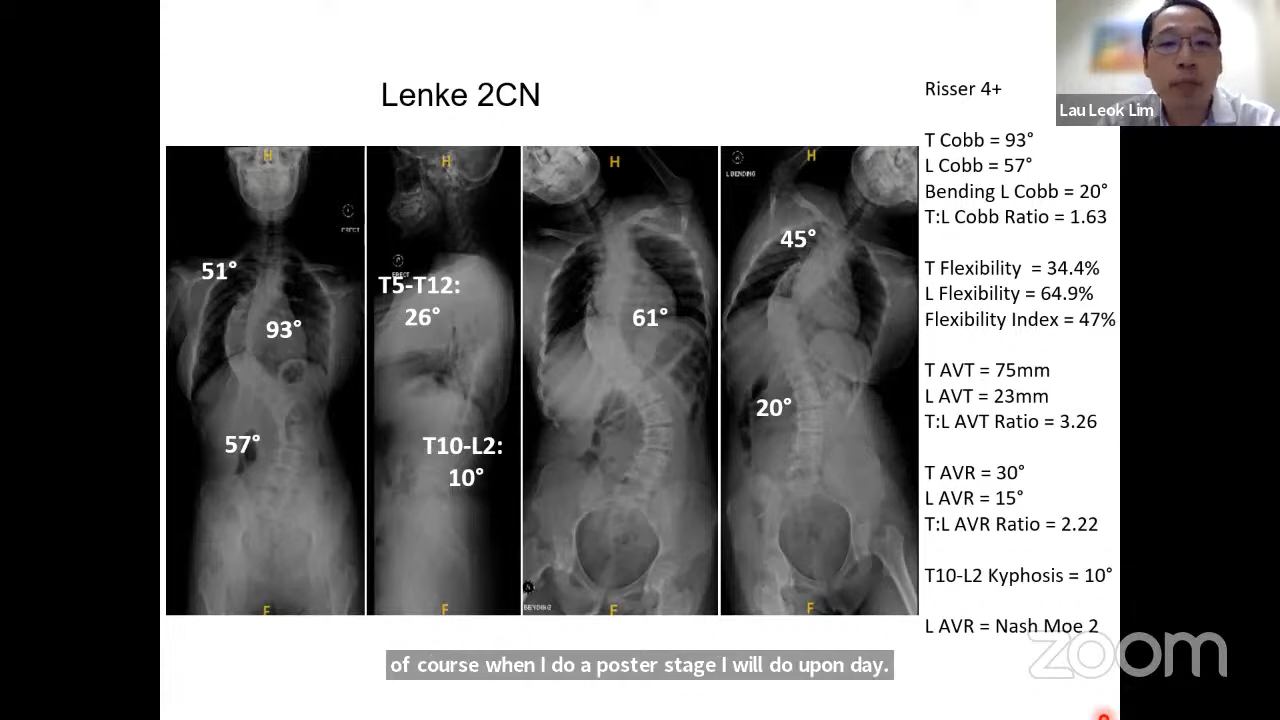 Lenke 2CN
Risser 4+
Lau Leok Lim
T Cobb = 93°
L Cobb = 57°
Bending L Cobb = 20°
T:L Cobb Ratio = 1.63
T Flexibility = 34.4%
L Flexibility = 64.9%
Flexibility Index = 47%
T AVT = 75mm
L AVT = 23mm
T:L AVT Ratio = 3.26
T AVR = 30°
L AVR = 15°
T:L AVR Ratio = 2.22
T10-L2 Kyphosis = 10°
L AVR = Nash Moe 2
H
ERECT
51°
93°
57°
F
H
ERECT
T5-T12:
26°
T10-L2:
10°
F
H
61°
BENDING
F
H
L BENDING
45°
20°
F
of course when I do a poster stage I will do upon day.
zoom